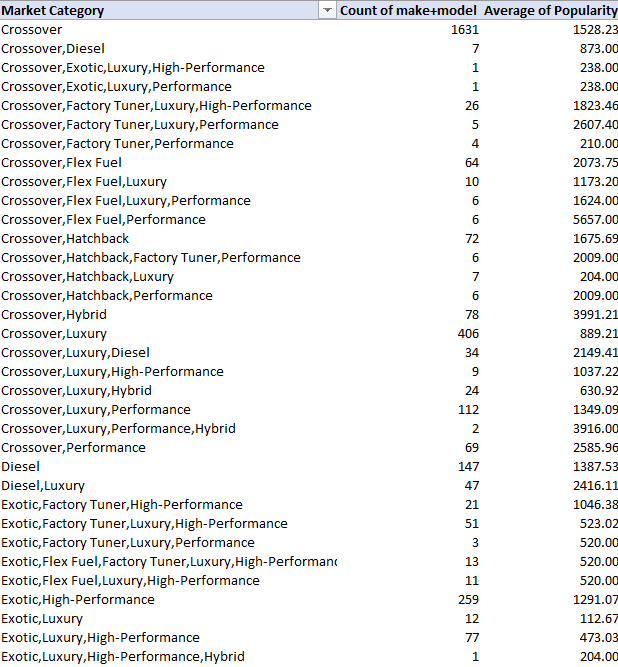 Market Category Count of make+model Average of Popularity
Crossover 1631 1528.23
Crossover,Diesel 7 873.00
Crossover,Exotic,Luxury,High-Performance 1 238.00
Crossover,Exotic,Luxury,Performance 1 238.00
Crossover,Factory Tuner,Luxury,High-Performance 26 1823.46
Crossover,Factory Tuner,Luxury,Performance 5 2607.40
Crossover,Factory Tuner,Performance 4 210.00
Crossover,Flex Fuel 64 2073.75
Crossover,Flex Fuel,Luxury 10 1173.20
Crossover,Flex Fuel,Luxury,Performance 6 1624.00
Crossover,Flex Fuel,Performance 6 5657.00
Crossover,Hatchback 72 1675.69
Crossover,Hatchback,Factory Tuner,Performance 6 2009.00
Crossover,Hatchback,Luxury 7 204.00
Crossover,Hatchback,Performance 6 2009.00
Crossover,Hybrid 78 3991.21
Crossover,Luxury 406 889.21
Crossover,Luxury,Diesel 34 2149.41
Crossover,Luxury,High-Performance 9 1037.22
Crossover,Luxury,Hybrid 24 630.92
Crossover,Luxury,Performance 112 1349.09
Crossover,Luxury,Performance,Hybrid 2 3916.00
Crossover,Performance 69 2585.96
Diesel 147 1387.53
Diesel,Luxury 47 2416.11
Exotic,Factory Tuner,High-Performance 21 1046.38
Exotic,Factory Tuner,Luxury,High-Performance 51 523.02
Exotic,Factory Tuner,Luxury,Performance 3 520.00
Exotic,Flex Fuel,Factory Tuner,Luxury,High-Performanc 13 520.00
Exotic,Flex Fuel,Luxury,High-Performance 11 520.00
Exotic,High-Performance 259 1291.07
Exotic,Luxury 12 112.67
Exotic,Luxury,High-Performance 77 473.03
Exotic,Luxury,High-Performance,Hybrid 1 204.00